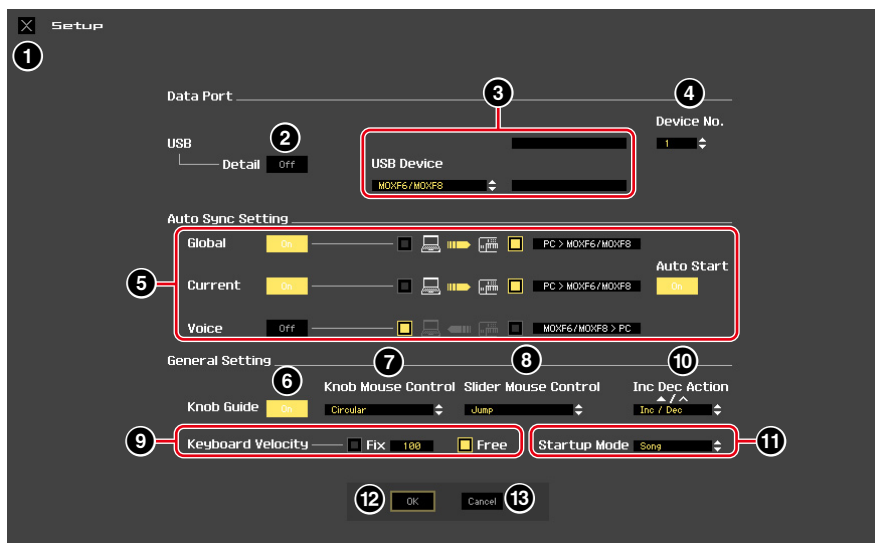 Setup
1
Data Port
3
4
Device No.
USB
2
1
Detail Off
USB Device
MOXF6/MOXF8
Auto Sync Setting
Global On PC > MOXF6/MOXF8
5
Auto Start
Current On PC > MOXF6/MOXF8 On
Voice Off MOXF6/MOXF8 > PC
General Setting
6
7
8
10
Knob Mouse Control Slider Mouse Control Inc Dec Action
Knob Guide On Circular Jump Inc / Dec
9
Keyboard Velocity Fix 100 Free Startup Mode Song
11
12 OK Cancel 13